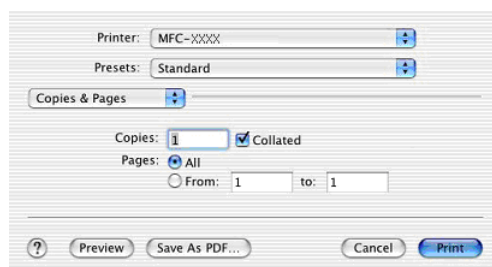 Printer: MFC-XXXX
Presets: Standard
Copies & Pages
Copies: 1 Collated
Pages: All
From: 1 to: 1
? Preview Save As PDF... Cancel Print